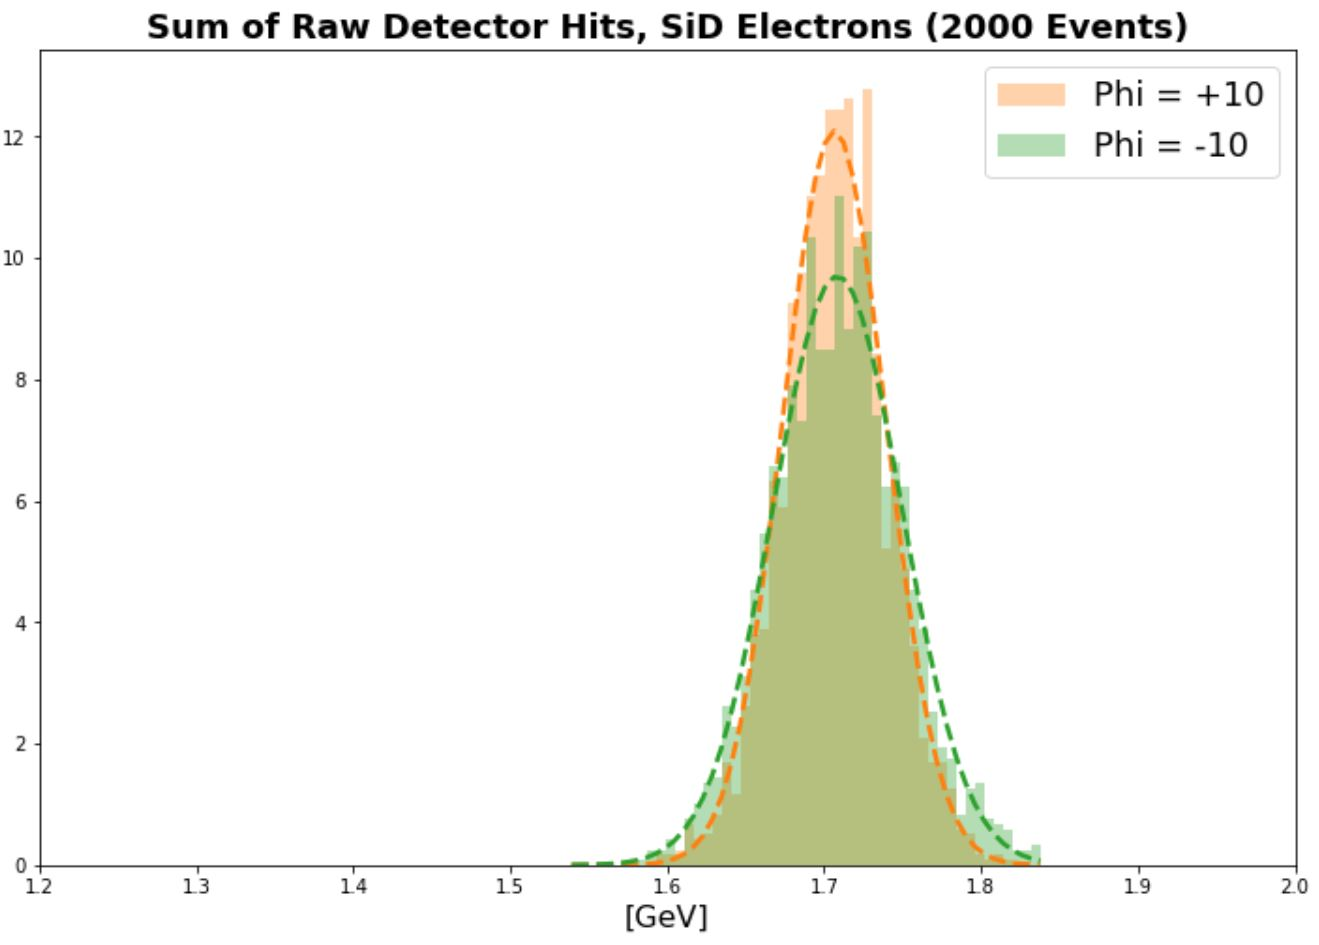 Sum of Raw Detector Hits, SiD Electrons (2000 Events)
Phi = +10
Phi = -10
12
10
8
6
4
2
0
1.2 1.3 1.4 1.5 1.6 1.7 1.8 1.9 2.0
[GeV]